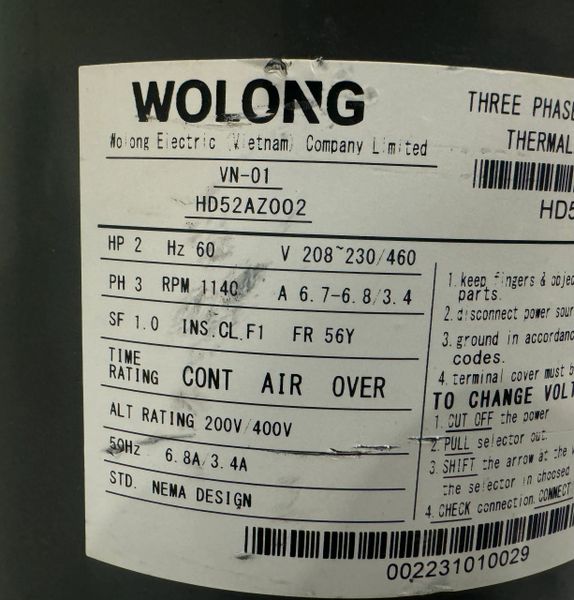 WOLONG
Wolong Electric (Vietnam) Company Limited
VN-01
HD52AZ002
HP 2 Hz 60 V 208~230/460
PH 3 RPM 1140 A 6.7-6.8/3.4
SF 1.0 INS.CL.F1 FR 56Y
TIME RATING CONT AIR OVER
ALT RATING 200V/400V
50Hz 6.8A/3.4A
STD. NEMA DESIGN
THREE PHASE
THERMAL
HD5
1.keep fingers &
parts.
2.disconnect power
3.ground in
codes.
4.terminal cover must
TO CHANGE
1.CUT OFF the power
2.PULL selector out.
3.SHIFT the arrow at the
the selector in choosed
4.CHECK connection.CONNECT
002231010029